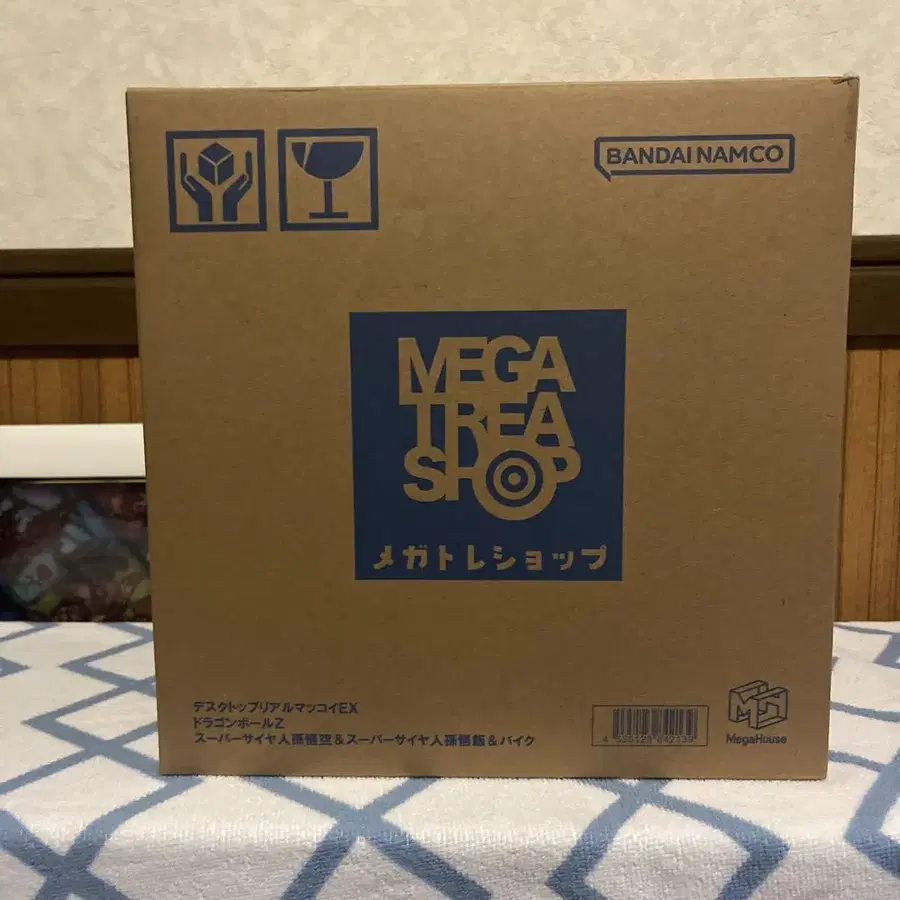 BANDAI NAMCO
MEGA
TREA
SHOP
メガトレショップ
デスクトップリアルマッコイEX
ドラゴンボールZ
スーパーサイヤ人孫悟空&スーパーサイヤ人孫悟飯&バイク
MegaHouse